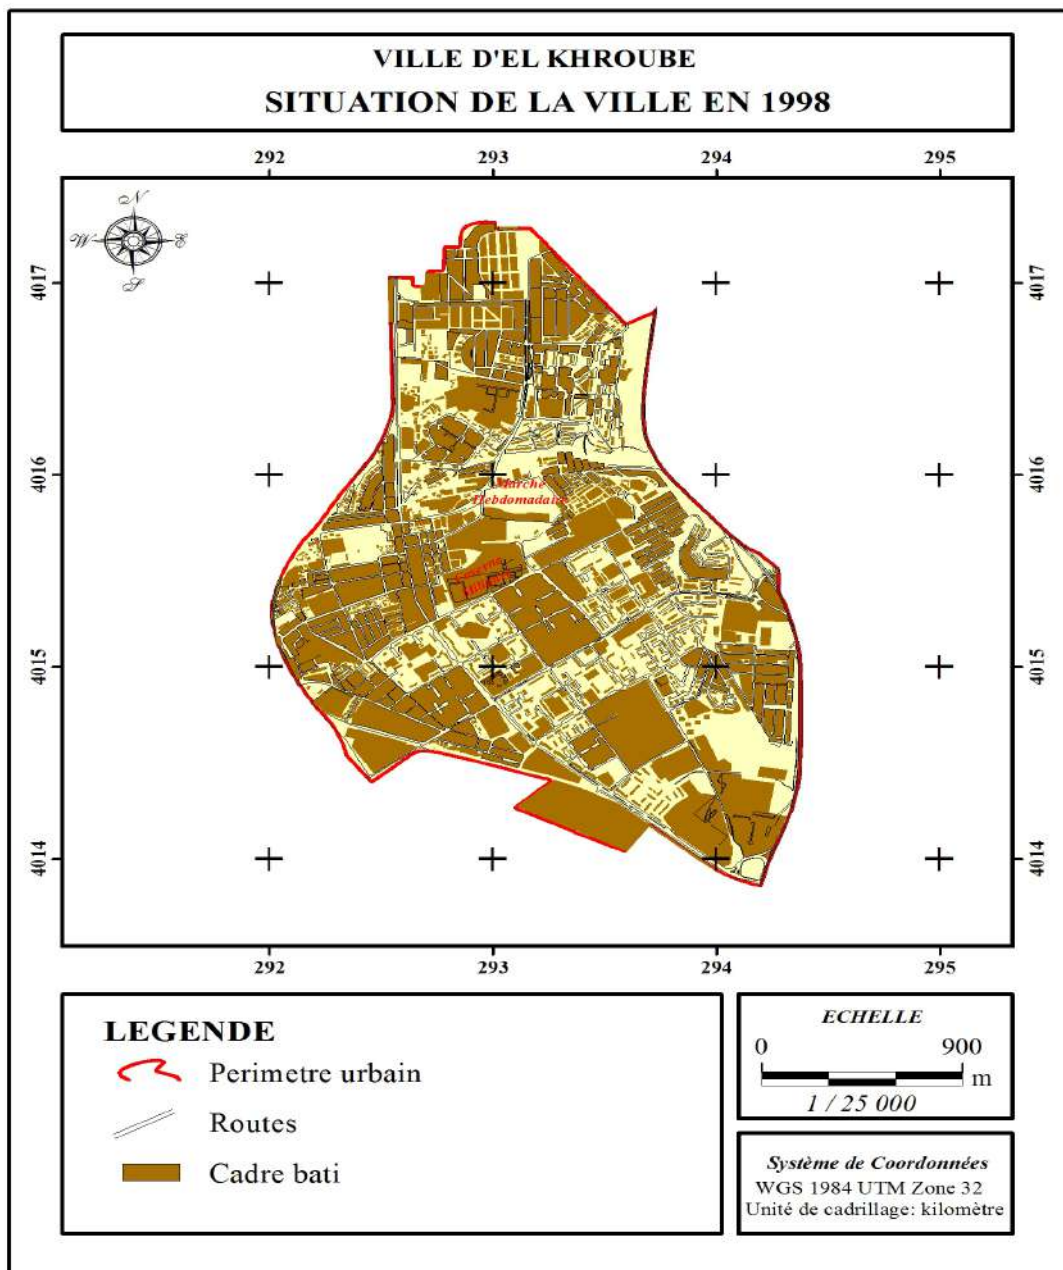 VILLE D'EL KHROUBE
SITUATION DE LA VILLE EN 1998
292 293 294 295
N
W E
S
4017 4017
4016 4016
Marché
Hebdomadaire
Caserne
Militaire
4015 4015
4014 4014
292 293 294 295
LEGENDE
Perimetre urbain
Routes
Cadre bati
ECHELLE
0 900
m
1 / 25 000
Système de Coordonnées
WGS 1984 UTM Zone 32
Unité de cadrillage: kilomètre